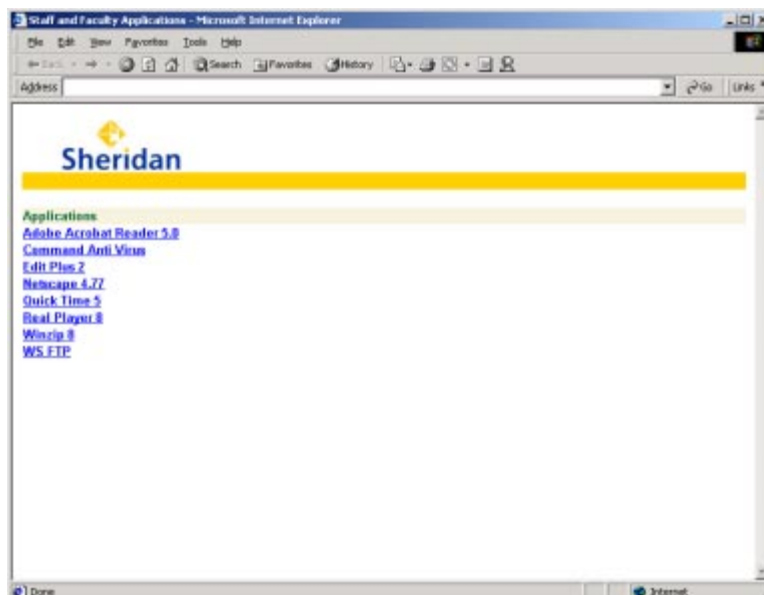 Staff and Faculty Applications - Microsoft Internet Explorer
File Edit View Favorites Tools Help
Back Search Favorites History
Address Go Links
Sheridan
Applications
Adobe Acrobat Reader 5.0
Command Anti Virus
Edit Plus 2
Netscape 4.77
Quick Time 5
Real Player 8
Winzip 8
WS FTP
Done Internet